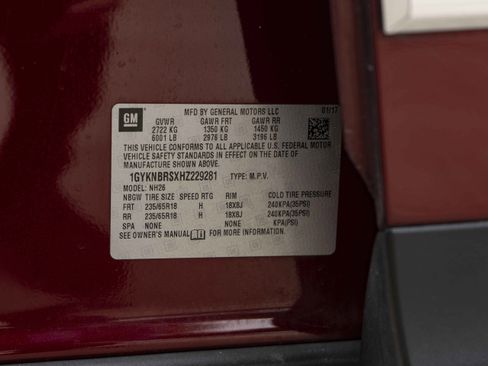 GM
MFD BY GENERAL MOTORS LLC 01/17
GVWR GAWR FRT GAWR RR
2722 KG 1350 KG 1450 KG
6001 LB 2976 LB 3196 LB
THIS VEHICLE CONFORMS TO ALL APPLICABLE U.S. FEDERAL MOTOR
VEHICLE SAFETY STANDARDS IN EFFECT ON THE DATE OF
MANUFACTURE SHOWN ABOVE.
1GYKNBRSXHZ229281 TYPE: M.P.V.
MODEL: NH26
NBGW TIRE SIZE SPEED RTG RIM COLD TIRE PRESSURE
FRT 235/65R18 H 18X8J 240KPA(35PSI)
RR 235/65R18 H 18X8J 240KPA(35PSI)
SPA NONE NONE KPA(PSI)
SEE OWNER'S MANUAL FOR MORE INFORMATION.